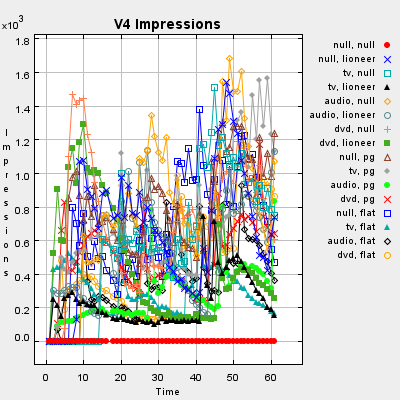 V4 Impressions
x10³
1.8
1.6
1.4
1.2
1.0
0.8
0.6
0.4
0.2
0.0
Impressions
0
10
20
30
40
50
60
Time
null, null
null, lioneer
tv, null
tv, lioneer
audio, null
audio, lioneer
dvd, null
dvd, lioneer
null, pg
tv, pg
audio, pg
dvd, pg
null, flat
tv, flat
audio, flat
dvd, flat